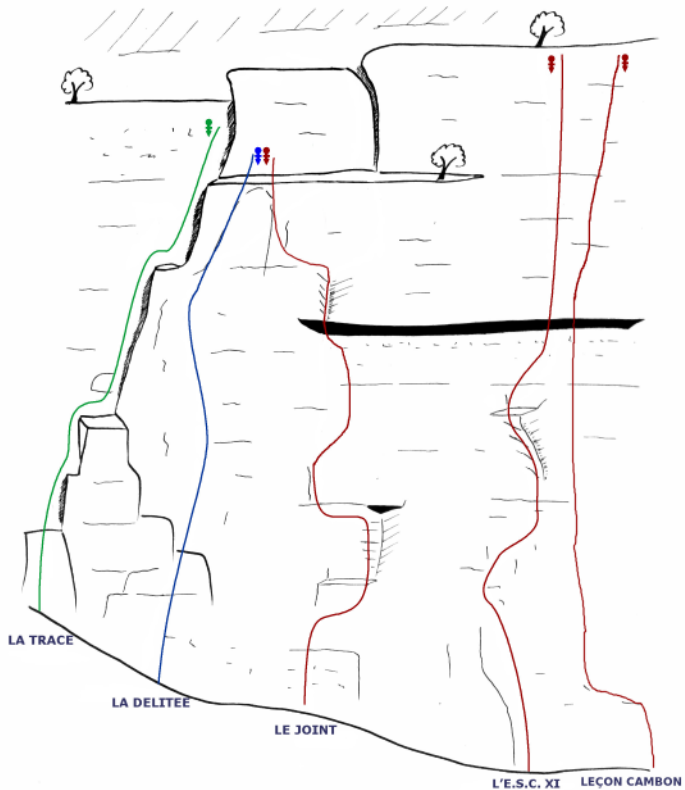 LA TRACE
LA DELITEE
LE JOINT
L'E.S.C. XI
LEÇON CAMBON